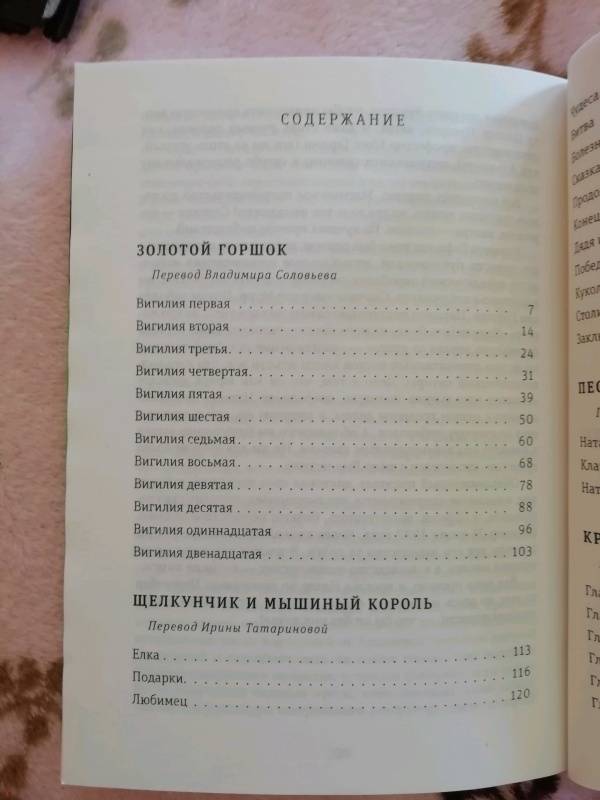 СОДЕРЖАНИЕ
ЗОЛОТОЙ ГОРШОК
Перевод Владимира Соловьева
Вигилия первая . . . . . . . . . . . . . . . . . . . . . . 7
Вигилия вторая . . . . . . . . . . . . . . . . . . . . . . 14
Вигилия третья. . . . . . . . . . . . . . . . . . . . . . 24
Вигилия четвертая. . . . . . . . . . . . . . . . . . . . 31
Вигилия пятая . . . . . . . . . . . . . . . . . . . . . . 39
Вигилия шестая . . . . . . . . . . . . . . . . . . . . . 50
Вигилия седьмая . . . . . . . . . . . . . . . . . . . . . 60
Вигилия восьмая . . . . . . . . . . . . . . . . . . . . . 68
Вигилия девятая . . . . . . . . . . . . . . . . . . . . . 78
Вигилия десятая . . . . . . . . . . . . . . . . . . . . . 88
Вигилия одиннадцатая . . . . . . . . . . . . . . . . . 96
Вигилия двенадцатая . . . . . . . . . . . . . . . . . . 103
ЩЕЛКУНЧИК И МЫШИНЫЙ КОРОЛЬ
Перевод Ирины Татариновой
Елка . . . . . . . . . . . . . . . . . . . . . . . . . . . . 113
Подарки. . . . . . . . . . . . . . . . . . . . . . . . . . 116
Любимец . . . . . . . . . . . . . . . . . . . . . . . . . 120
Чудеса
Битва